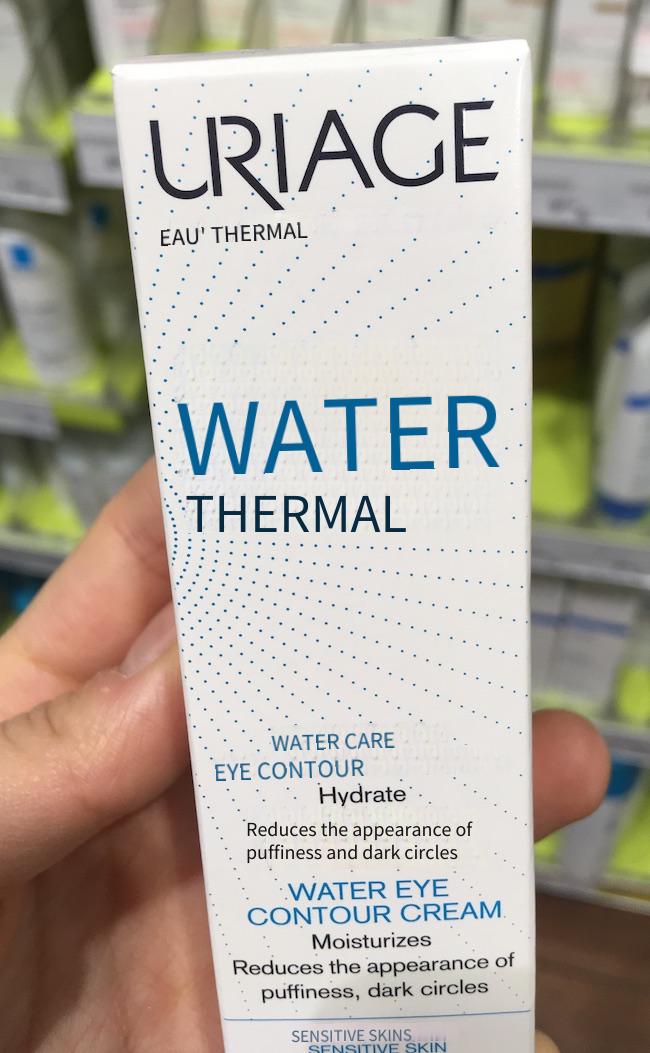 URIAGE
EAU' THERMAL
WATER
THERMAL
WATER CARE
EYE CONTOUR
Hydrate
Reduces the appearance of
puffiness and dark circles
WATER EYE
CONTOUR CREAM
Moisturizes
Reduces the appearance of
puffiness, dark circles
SENSITIVE SKINS
SENSITIVE SKIN